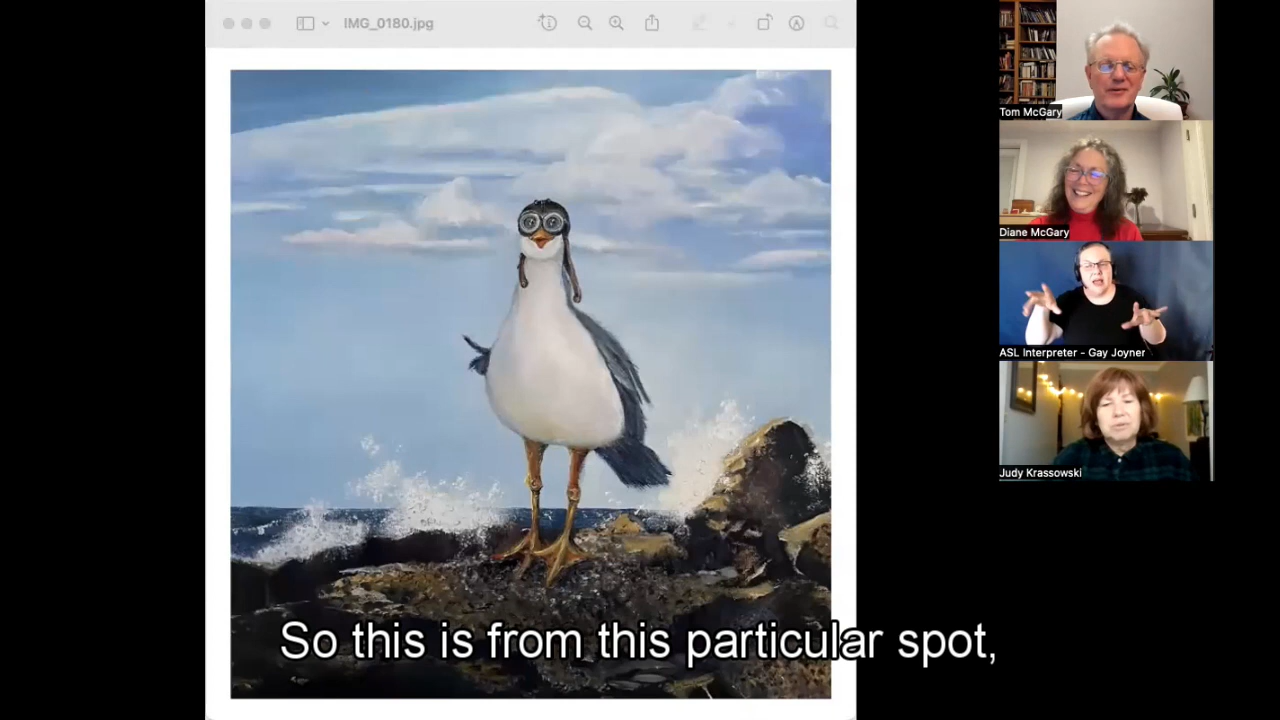 IMG_0180.jpg
Tom McGary
Diane McGary
ASL Interpreter - Gay Joyner
Judy Krassowski
So this is from this particular spot,